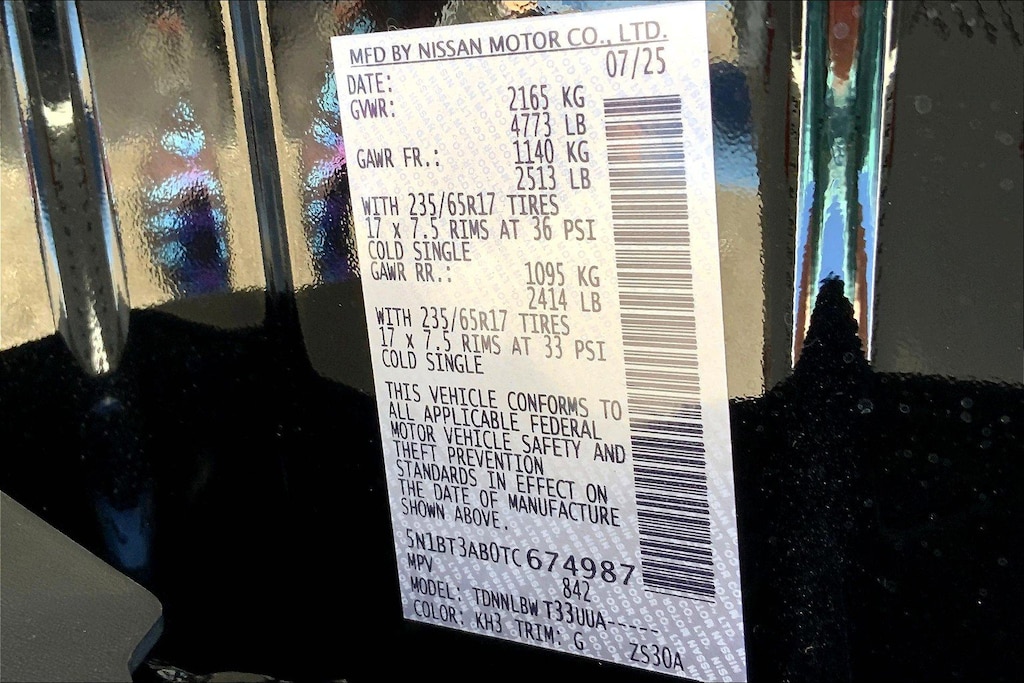 MFD BY NISSAN MOTOR CO., LTD.
DATE: 07/25
GVWR: 2165 KG
4773 LB
GAWR FR.: 1140 KG
2513 LB
WITH 235/65R17 TIRES
17 x 7.5 RIMS AT 36 PSI
COLD SINGLE
GAWR RR.: 1095 KG
2414 LB
WITH 235/65R17 TIRES
17 x 7.5 RIMS AT 33 PSI
COLD SINGLE
THIS VEHICLE CONFORMS TO
ALL APPLICABLE FEDERAL
MOTOR VEHICLE SAFETY AND
THEFT PREVENTION
STANDARDS IN EFFECT ON
THE DATE OF MANUFACTURE
SHOWN ABOVE.
5N1BT3AB0TC674987
MPV 842
MODEL: TDNNLBW T33UUA-----
COLOR: KH3 TRIM: G ZS30A